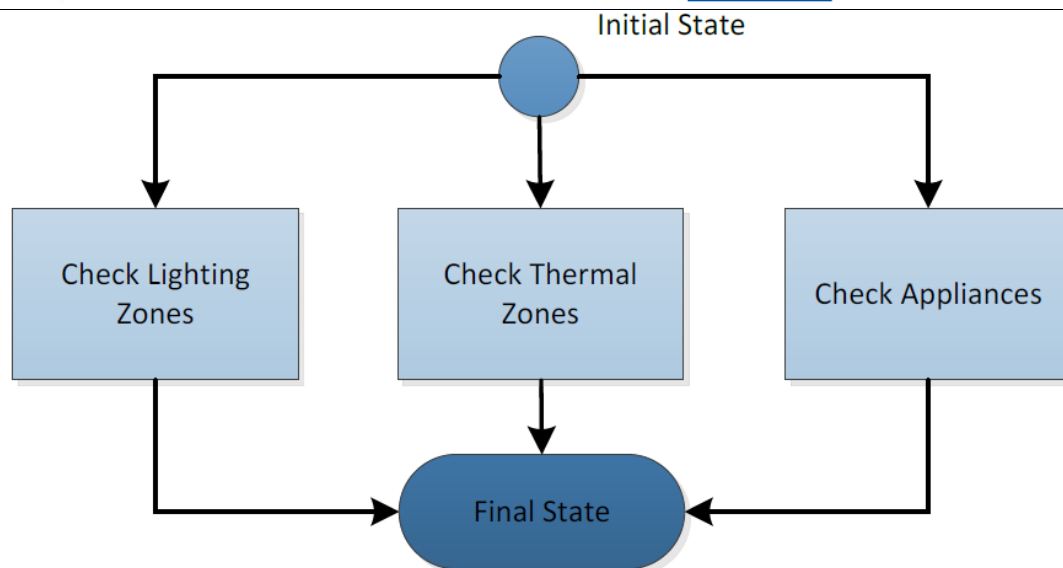 Initial State
Check Lighting
Zones
Check Thermal
Zones
Check Appliances
Final State